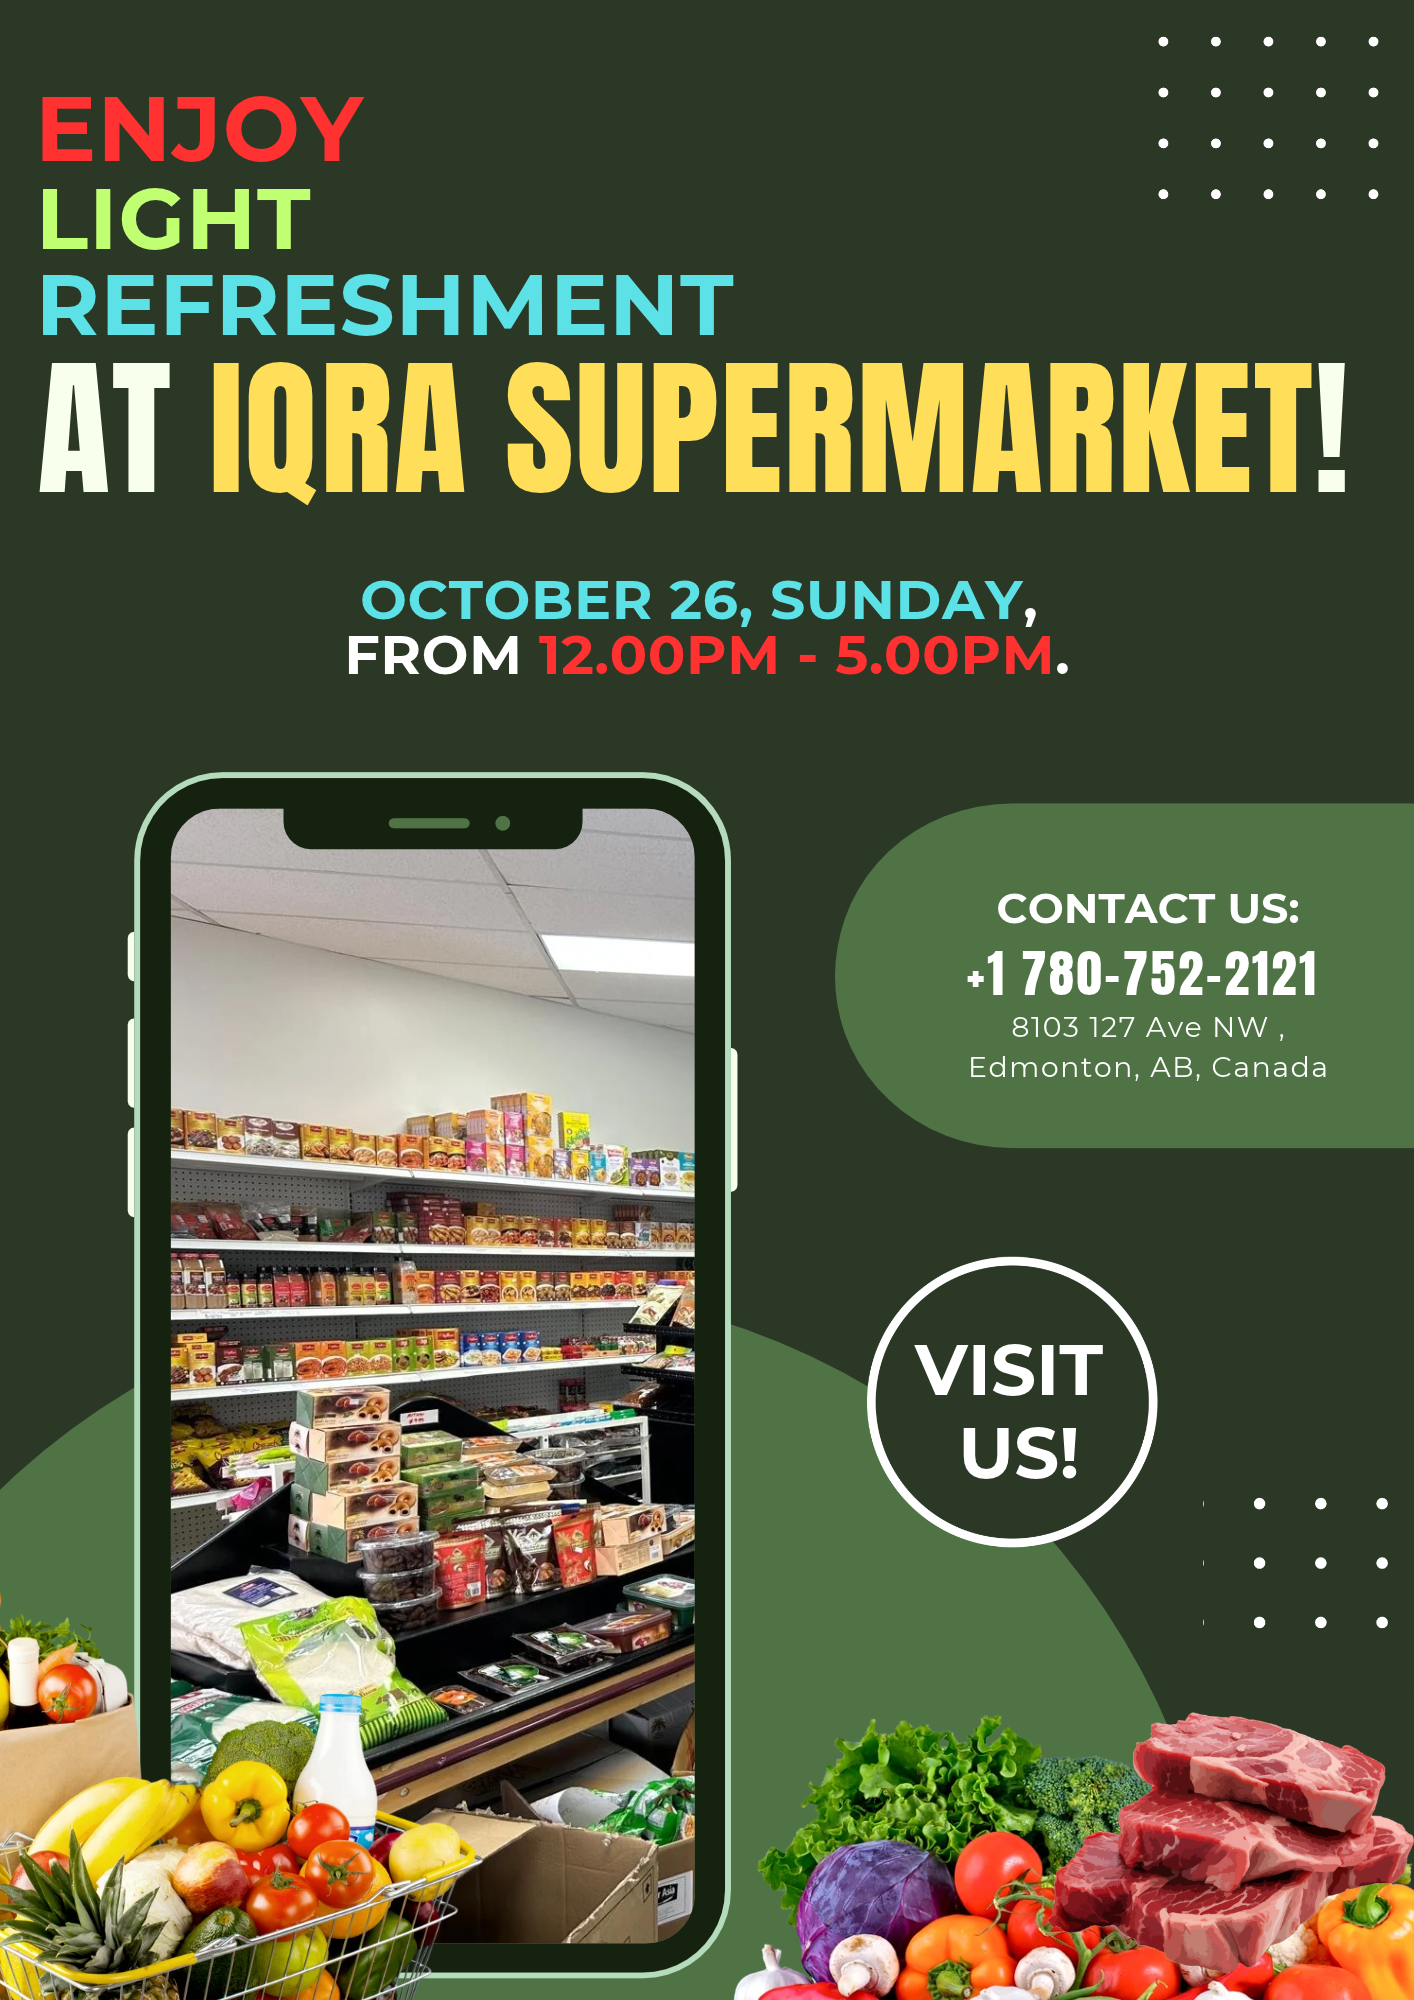 ENJOY
LIGHT
REFRESHMENT
AT IQRA SUPERMARKET!
OCTOBER 26, SUNDAY,
FROM 12.00PM - 5.00PM.
CONTACT US:
+1 780-752-2121
8103 127 Ave NW ,
Edmonton, AB, Canada
VISIT
US!